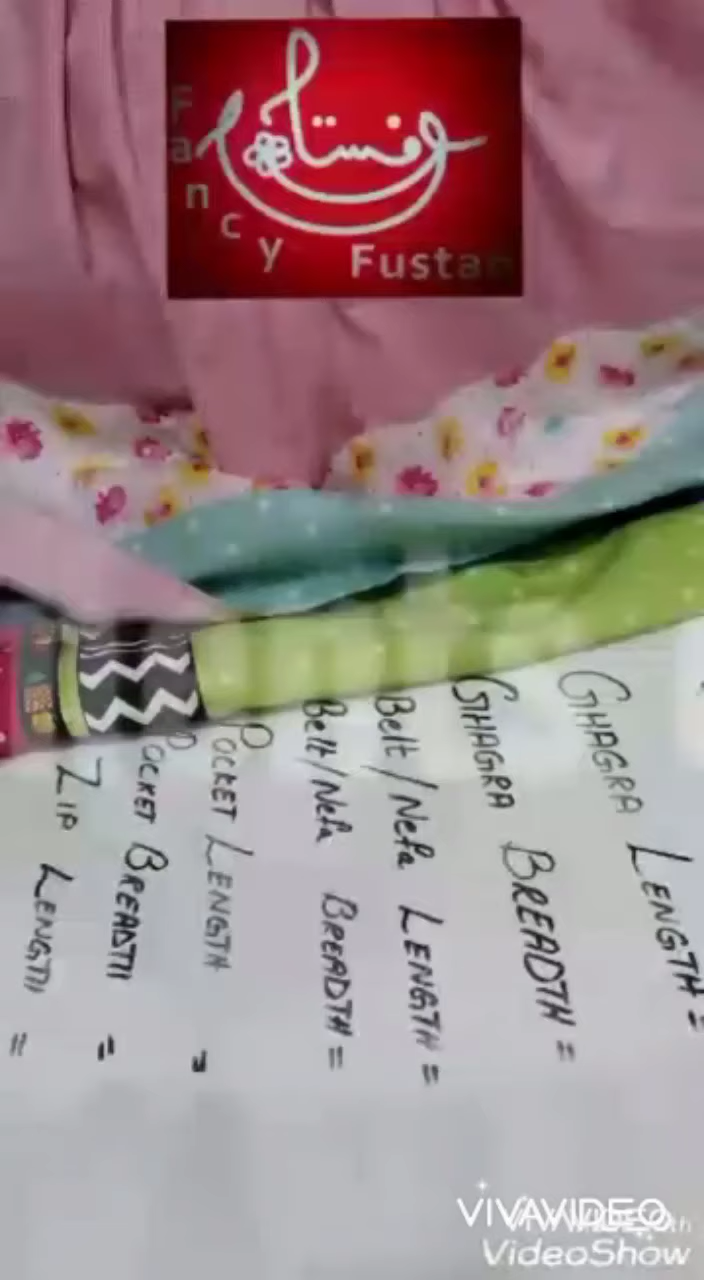 فستان
Fancy Fustan
GHAGRA LENGTH =
GHAGRA BREADTH =
Belt/Nefa LENGTH =
Belt/Nefa BREADTH =
POCKET LENGTH =
POCKET BREADTH =
ZIP LENGTH =
VIVAVIDEO
VideoShow